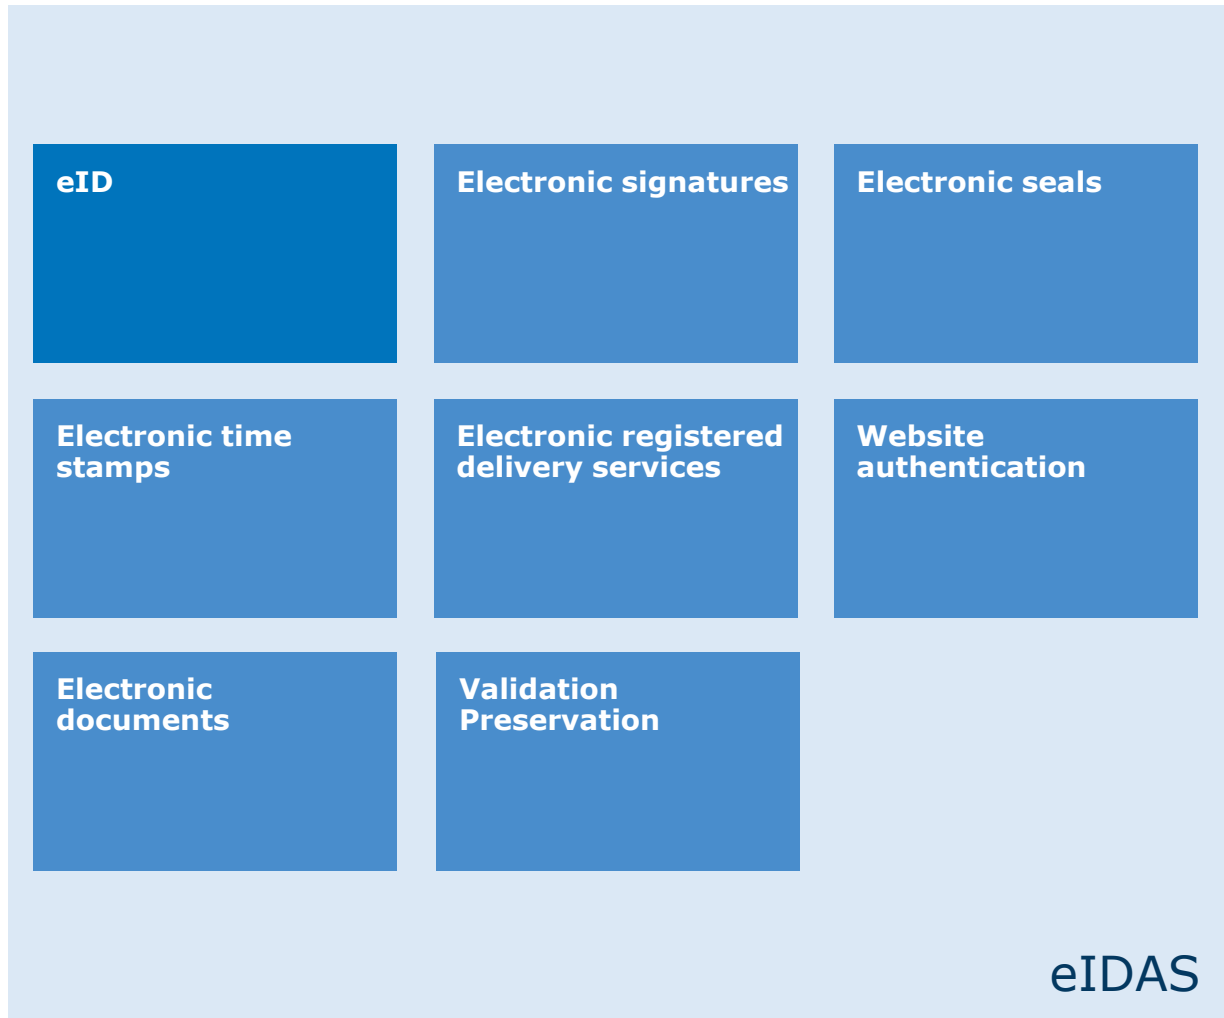 eID
Electronic signatures
Electronic seals
Electronic time
stamps
Electronic registered
delivery services
Website
authentication
Electronic
documents
Validation
Preservation
eIDAS